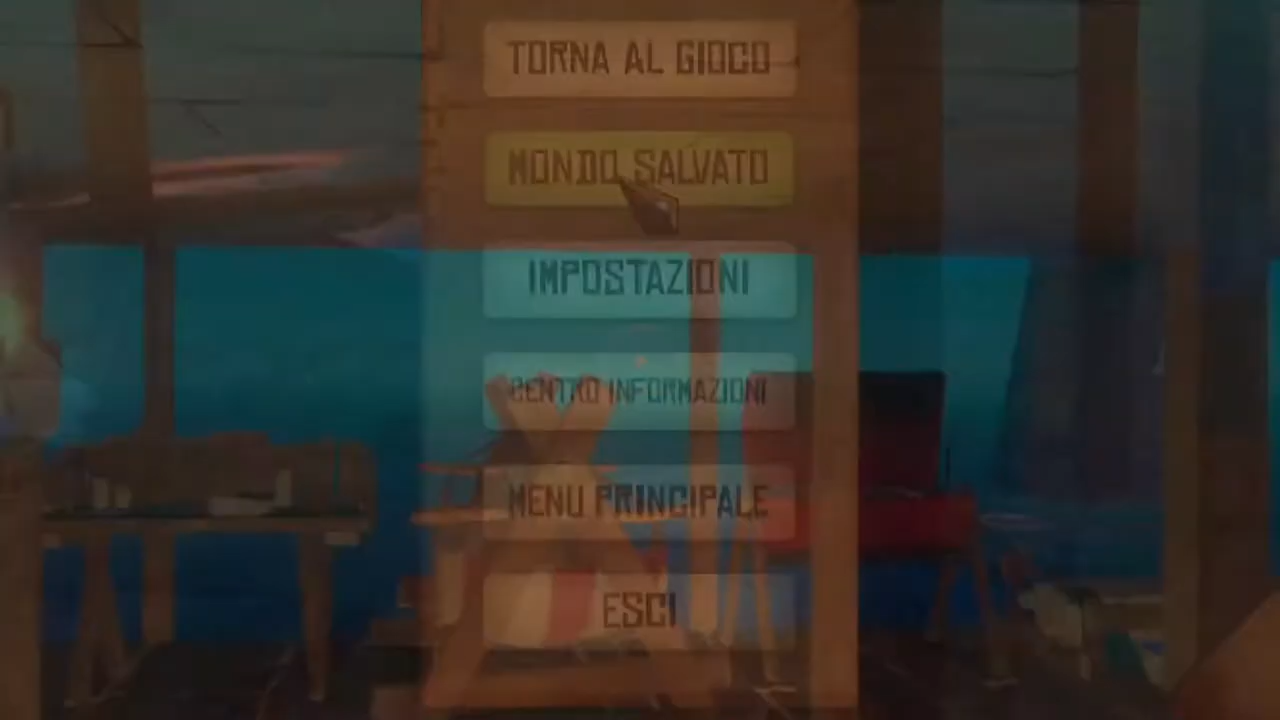 TORNA AL GIOCO
MONDO SALVATO
IMPOSTAZIONI
CENTRO INFORMAZIONI
MENU PRINCIPALE
ESCI